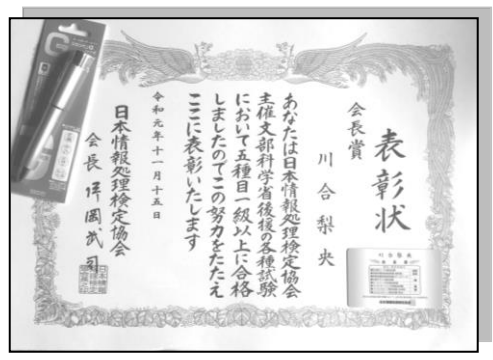 表彰状
会長賞
川合梨央
あなたは日本情報処理検定協会
主催文部科学省後援の各種試験
において五種目一級以上に合格
しましたのでこの努力をたたえ
ここに表彰いたします
令和元年十一月十五日
日本情報処理検定協会
会長 伴岡武司